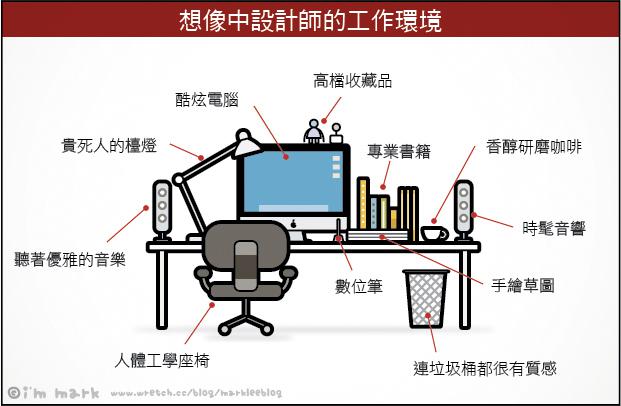 想像中設計師的工作環境
高檔收藏品
酷炫電腦
貴死人的檯燈
專業書籍
香醇研磨咖啡
時髦音響
聽著優雅的音樂
數位筆
手繪草圖
人體工學座椅
連垃圾桶都很有質感
©i'm mark www.wretch.cc/blog/markleeblog